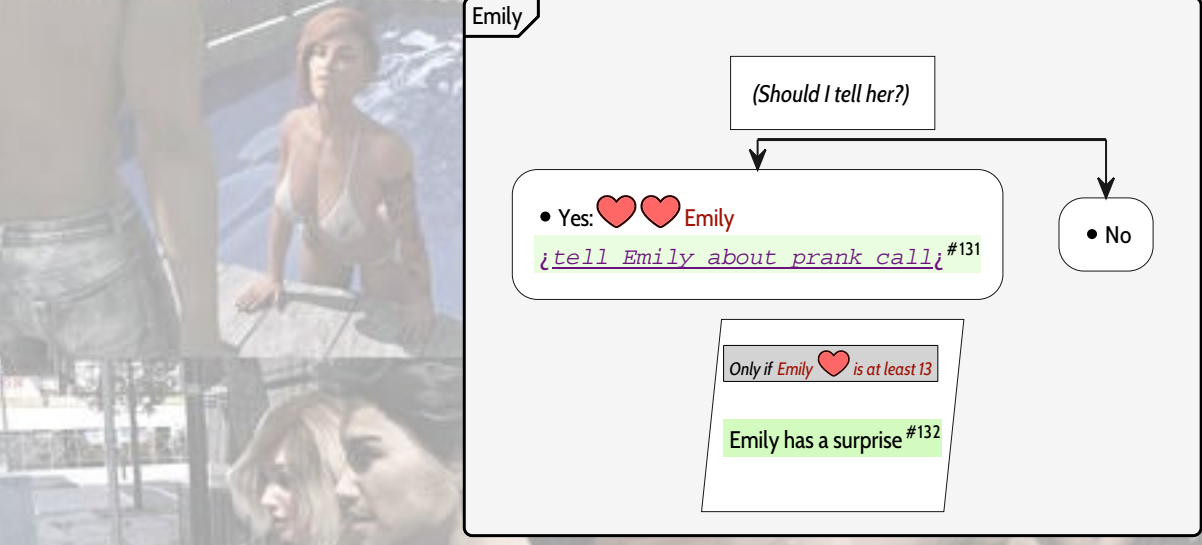 Emily
(Should I tell her?)
• Yes: Emily
¿tell Emily about prank call¿ #131
• No
Only if Emily is at least 13
Emily has a surprise #132